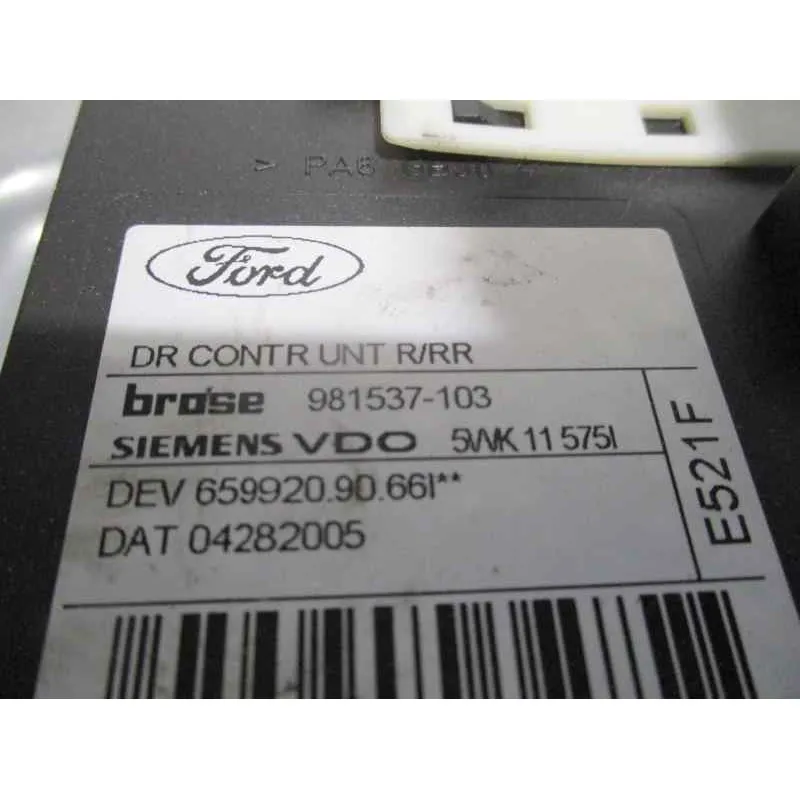 > PA6
Ford
DR CONTR UNT R/RR
brose 981537-103
SIEMENS VDO 5WK 11 575I
DEV 659920.90.66I**
DAT 04282005
E521F